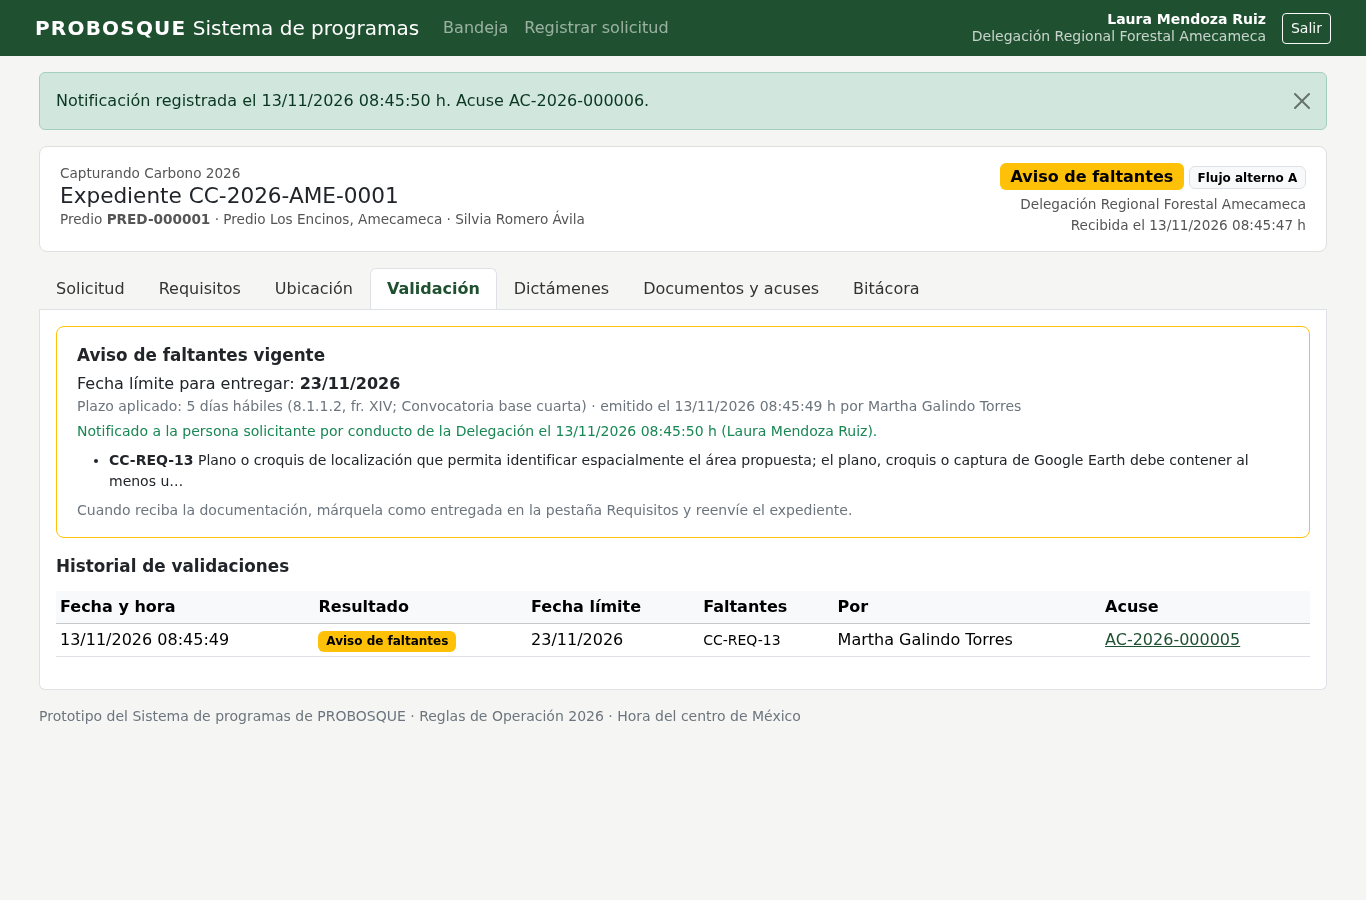 PROBOSQUE Sistema de programas Bandeja Registrar solicitud
Laura Mendoza Ruiz
Delegación Regional Forestal Amecameca
Salir
Notificación registrada el 13/11/2026 08:45:50 h. Acuse AC-2026-000006.
Capturando Carbono 2026
Expediente CC-2026-AME-0001
Predio PRED-000001 · Predio Los Encinos, Amecameca · Silvia Romero Ávila
Aviso de faltantes Flujo alterno A
Delegación Regional Forestal Amecameca
Recibida el 13/11/2026 08:45:47 h
Solicitud Requisitos Ubicación Validación Dictámenes Documentos y acuses Bitácora
Aviso de faltantes vigente
Fecha límite para entregar: 23/11/2026
Plazo aplicado: 5 días hábiles (8.1.1.2, fr. XIV; Convocatoria base cuarta) · emitido el 13/11/2026 08:45:49 h por Martha Galindo Torres
Notificado a la persona solicitante por conducto de la Delegación el 13/11/2026 08:45:50 h (Laura Mendoza Ruiz).
• CC-REQ-13 Plano o croquis de localización que permita identificar espacialmente el área propuesta; el plano, croquis o captura de Google Earth debe contener al
menos u…
Cuando reciba la documentación, márquela como entregada en la pestaña Requisitos y reenvíe el expediente.
Historial de validaciones
Fecha y hora Resultado Fecha límite Faltantes Por Acuse
13/11/2026 08:45:49 Aviso de faltantes 23/11/2026 CC-REQ-13 Martha Galindo Torres AC-2026-000005
Prototipo del Sistema de programas de PROBOSQUE · Reglas de Operación 2026 · Hora del centro de México